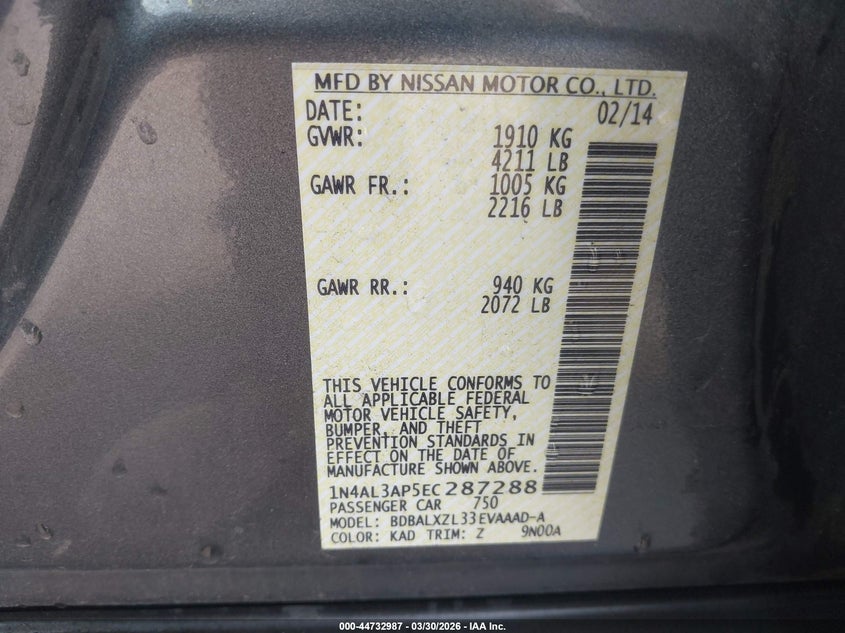 MFD BY NISSAN MOTOR CO., LTD.
DATE: 02/14
GVWR: 1910 KG
4211 LB
GAWR FR.: 1005 KG
2216 LB
GAWR RR.: 940 KG
2072 LB
THIS VEHICLE CONFORMS TO
ALL APPLICABLE FEDERAL
MOTOR VEHICLE SAFETY,
BUMPER, AND THEFT
PREVENTION STANDARDS IN
EFFECT ON THE DATE OF
MANUFACTURE SHOWN ABOVE.
1N4AL3AP5EC287288
PASSENGER CAR 750
MODEL: BDBALXZL33EVAAAD-A
COLOR: KAD TRIM: Z 9N00A
000-44732987 - 03/30/2026 - IAA Inc.